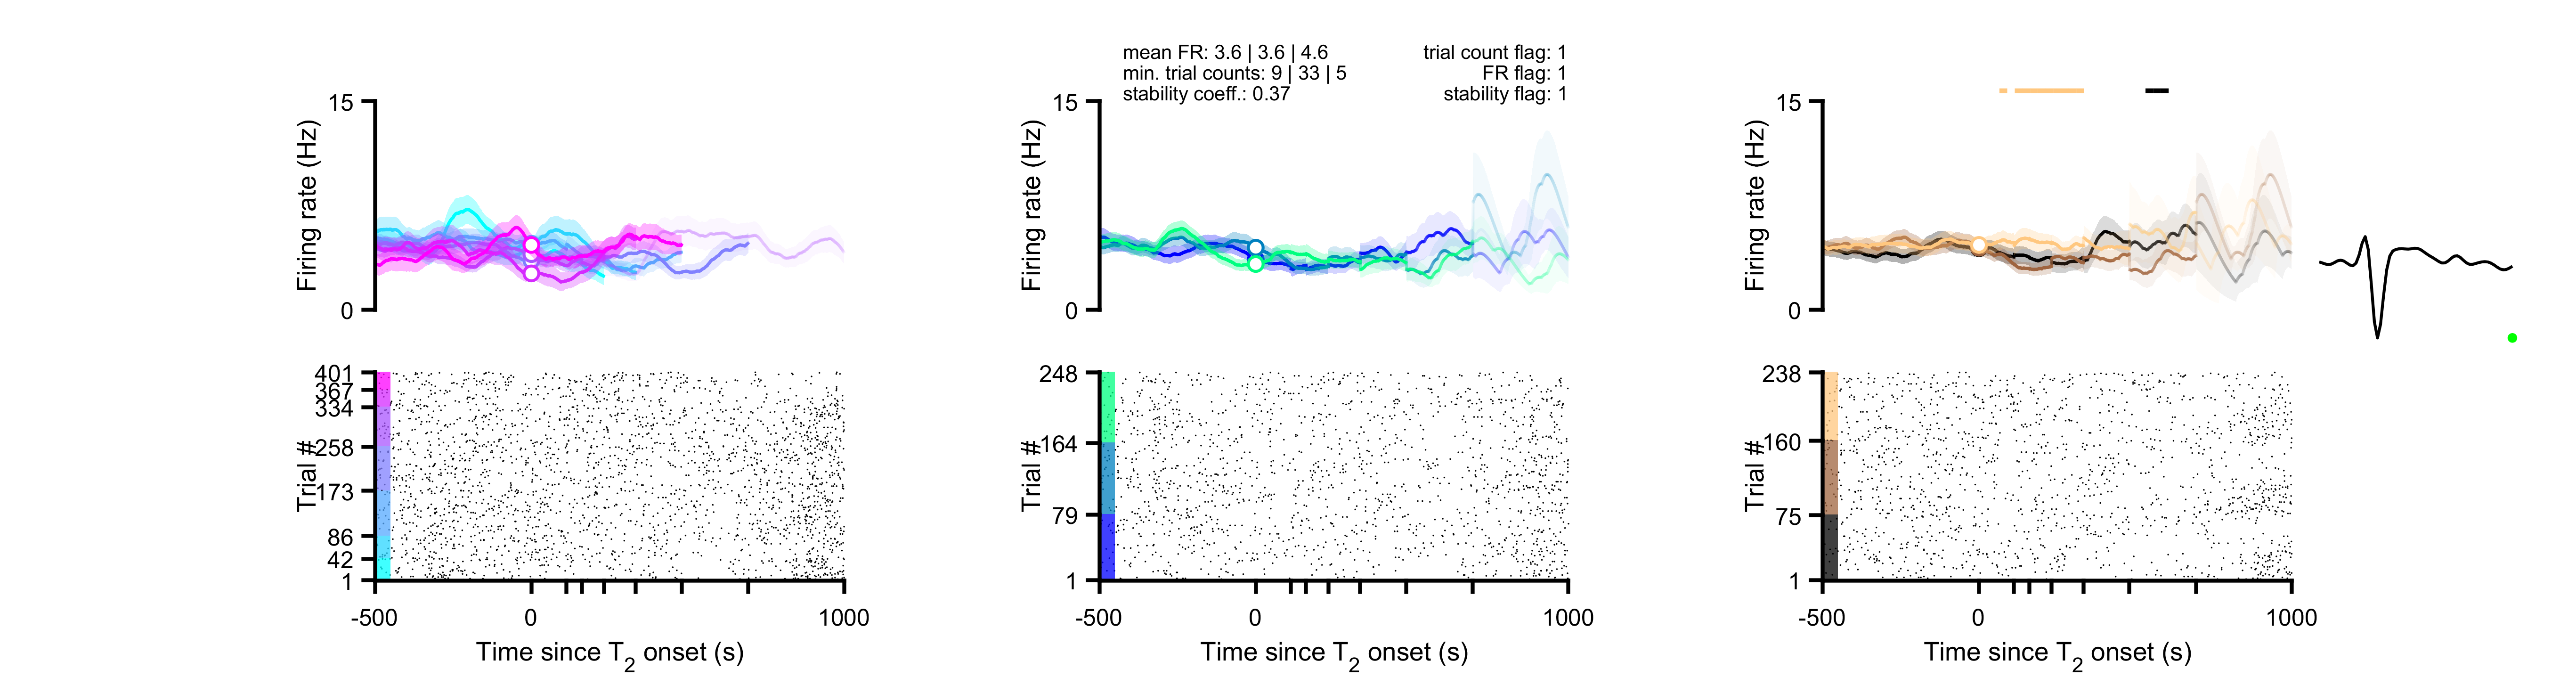 mean FR: 3.6 | 3.6 | 4.6
min. trial counts: 9 | 33 | 5
stability coeff.: 0.37
trial count flag: 1
FR flag: 1
stability flag: 1
Firing rate (Hz)
15
0
Firing rate (Hz)
15
0
Firing rate (Hz)
15
0
Trial #
401
367
334
258
173
86
42
1
-500
0
1000
Time since T2 onset (s)
Trial #
248
164
79
1
-500
0
1000
Time since T2 onset (s)
Trial #
238
160
75
1
-500
0
1000
Time since T2 onset (s)